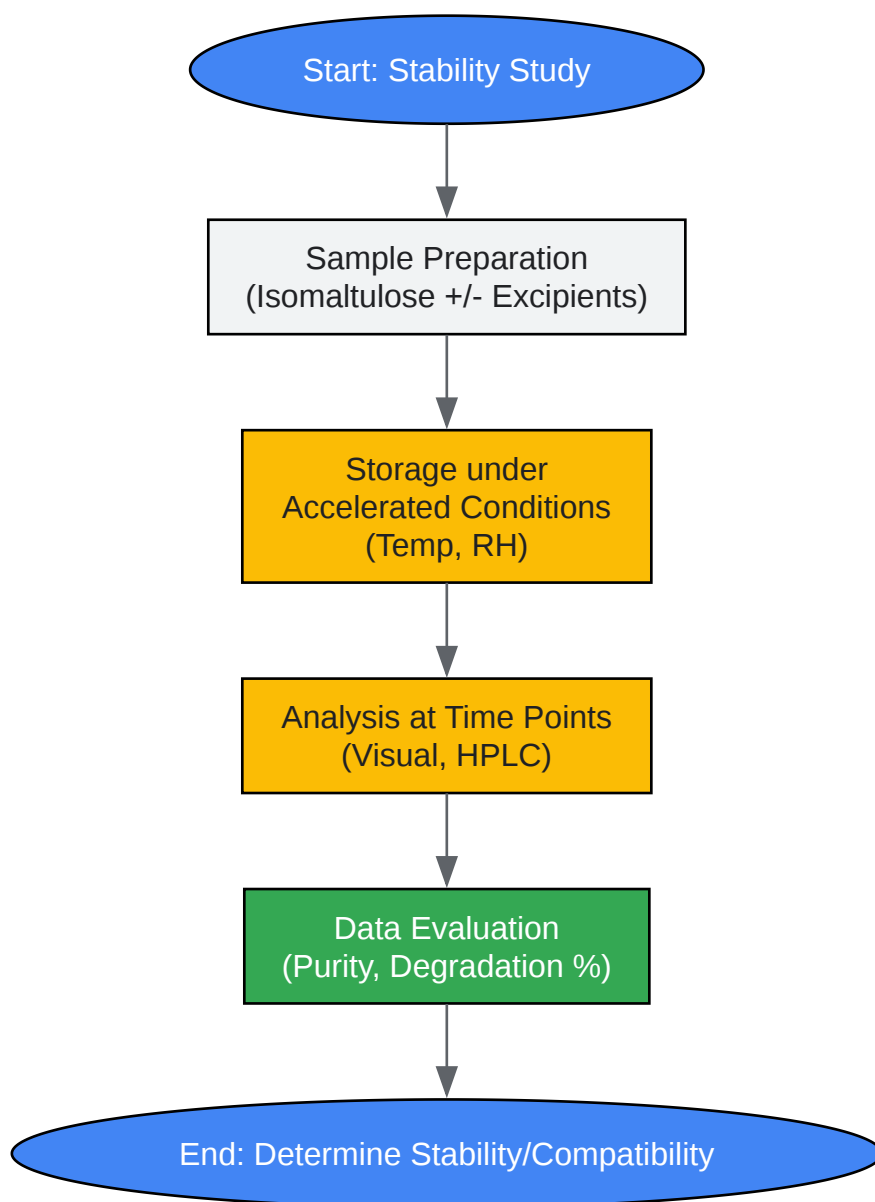 Start: Stability Study
Sample Preparation
(Isomaltulose +/- Excipients)
Storage under
Accelerated Conditions
(Temp, RH)
Analysis at Time Points
(Visual, HPLC)
Data Evaluation
(Purity, Degradation %)
End: Determine Stability/Compatibility